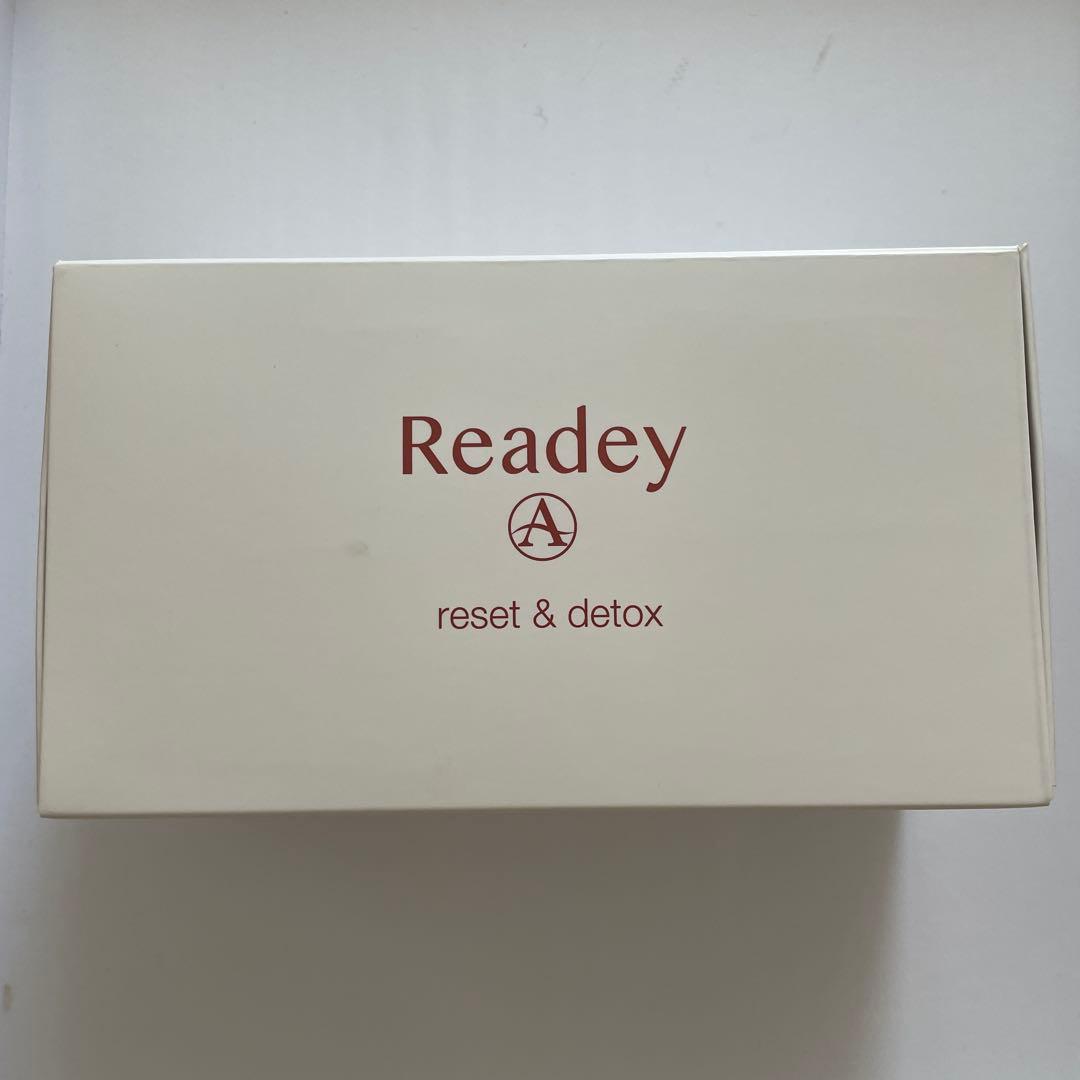 Readey
A
reset & detox